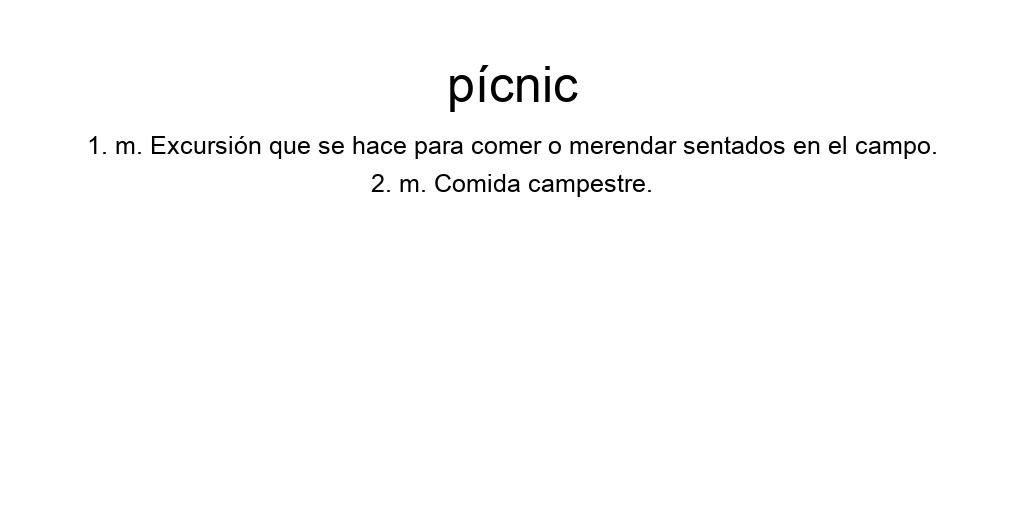 pícnic
1. m. Excursión que se hace para comer o merendar sentados en el campo.
2. m. Comida campestre.